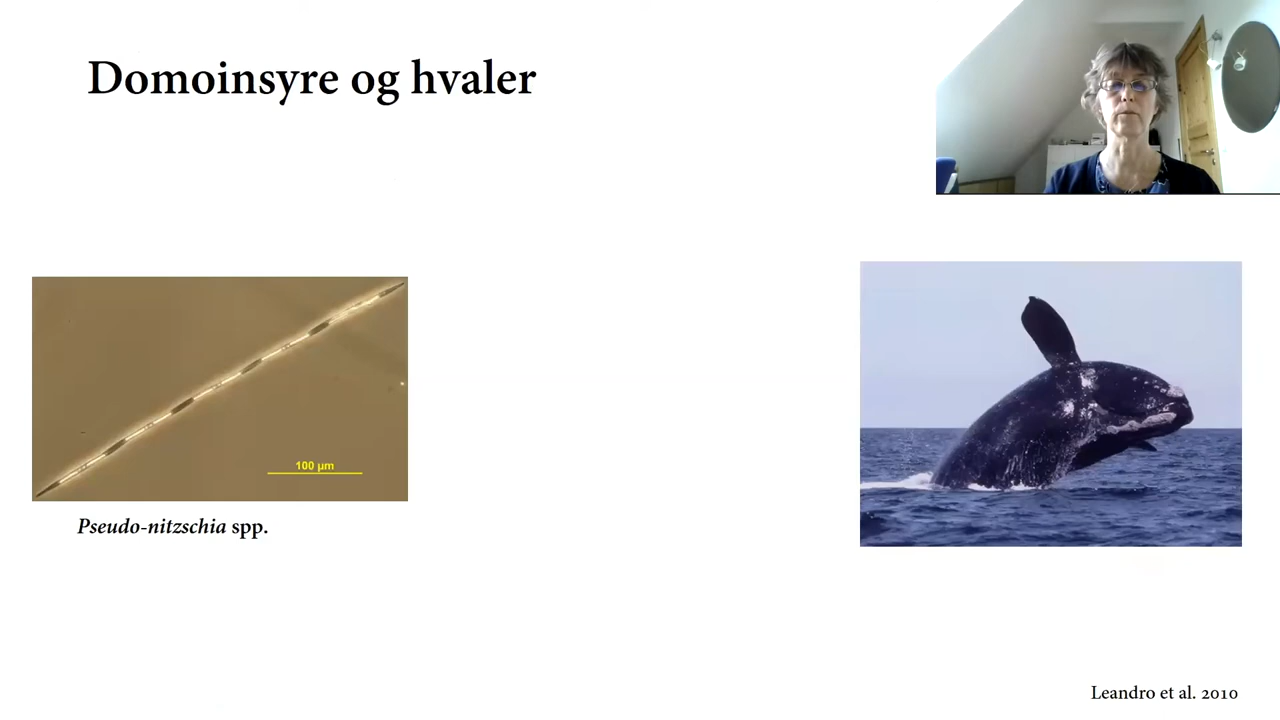 Domoinsyre og hvaler
100 µm
Pseudo-nitzschia spp.
Leandro et al. 2010